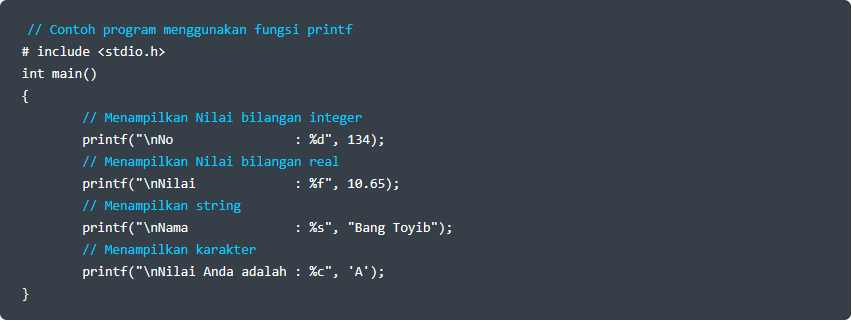 // Contoh program menggunakan fungsi printf
# include <stdio.h>
int main()
{
        // Menampilkan Nilai bilangan integer
        printf("\nNo                : %d", 134);
        // Menampilkan Nilai bilangan real
        printf("\nNilai             : %f", 10.65);
        // Menampilkan string
        printf("\nNama              : %s", "Bang Toyib");
        // Menampilkan karakter
        printf("\nNilai Anda adalah : %c", 'A');
}